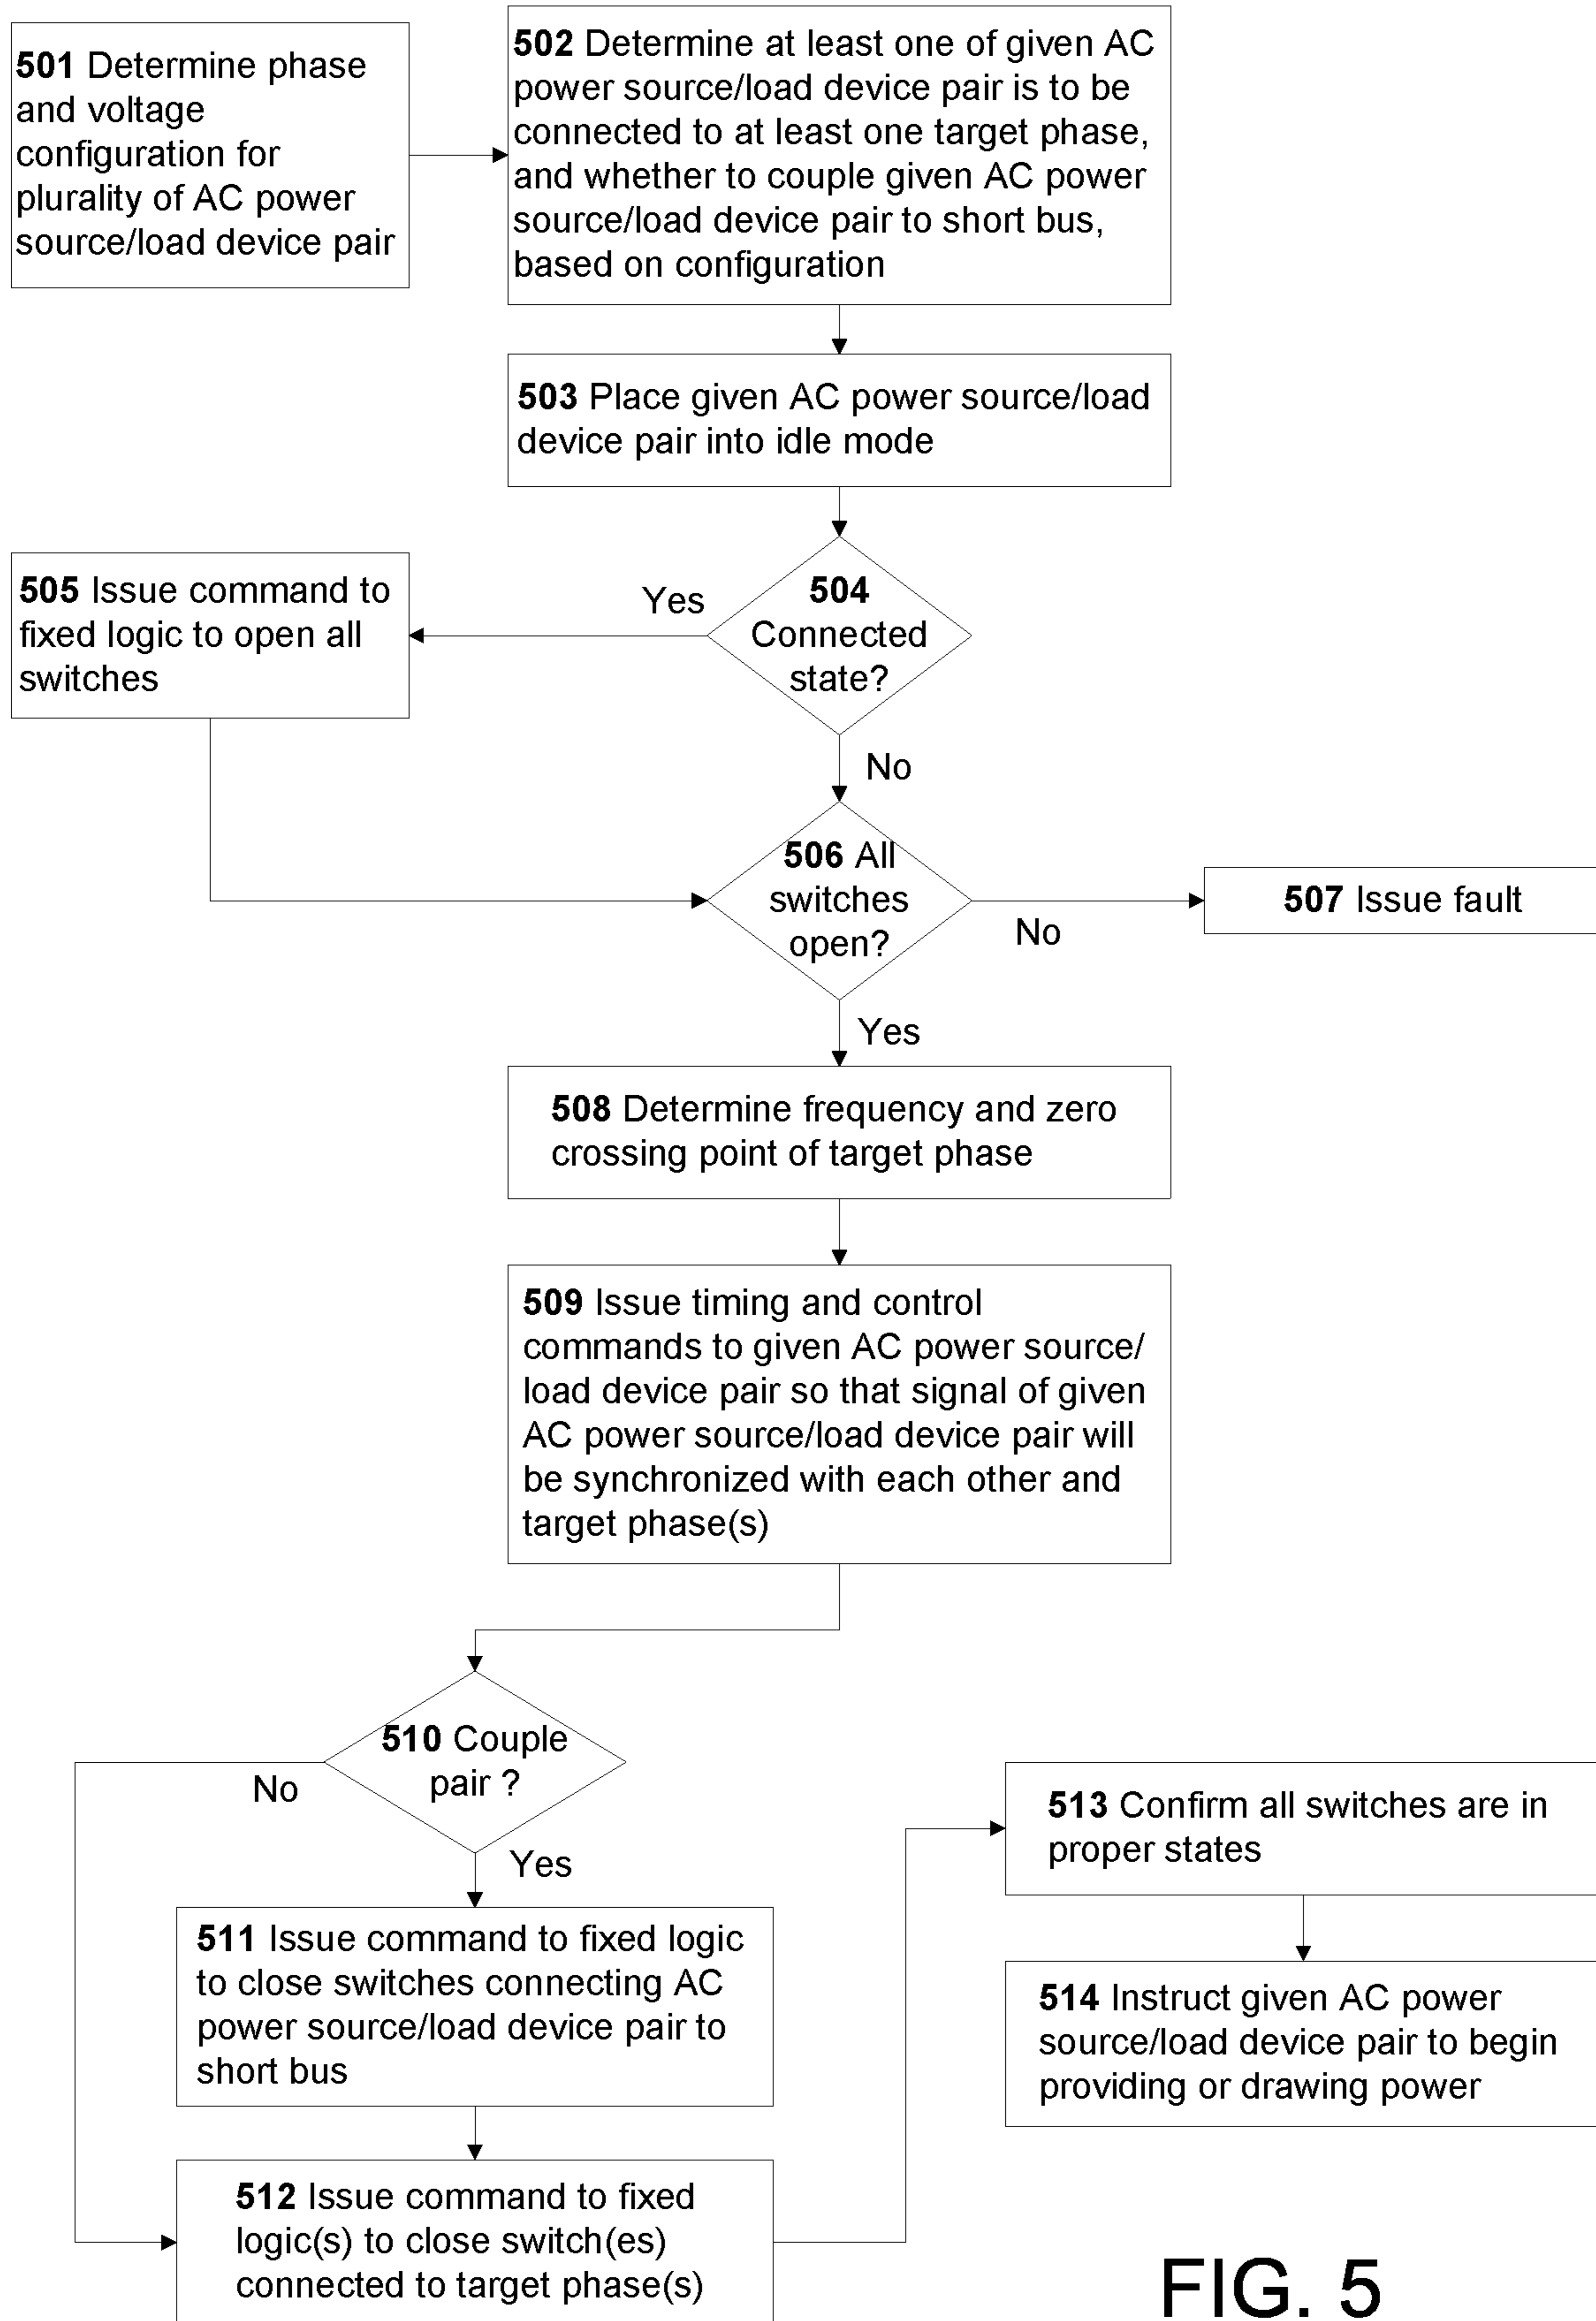 501 Determine phase
and voltage
configuration for
plurality of AC power
source/load device pair
502 Determine at least one of given AC
power source/load device pair is to be
connected to at least one target phase,
and whether to couple given AC power
source/load device pair to short bus,
based on configuration
503 Place given AC power source/load
device pair into idle mode
504
Connected
state?
Yes
505 Issue command to
fixed logic to open all
switches
No
506 All
switches
open?
No
507 Issue fault
Yes
508 Determine frequency and zero
crossing point of target phase
509 Issue timing and control
commands to given AC power source/
load device pair so that signal of given
AC power source/load device pair will
be synchronized with each other and
target phase(s)
510 Couple
pair ?
No
Yes
511 Issue command to fixed logic
to close switches connecting AC
power source/load device pair to
short bus
512 Issue command to fixed
logic(s) to close switch(es)
connected to target phase(s)
513 Confirm all switches are in
proper states
514 Instruct given AC power
source/load device pair to begin
providing or drawing power
FIG. 5